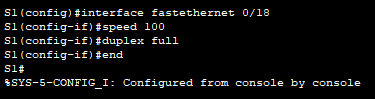 S1(config)#interface fastethernet 0/18
S1(config-if)#speed 100
S1(config-if)#duplex full
S1(config-if)#end
S1#
%SYS-5-CONFIG_I: Configured from console by console